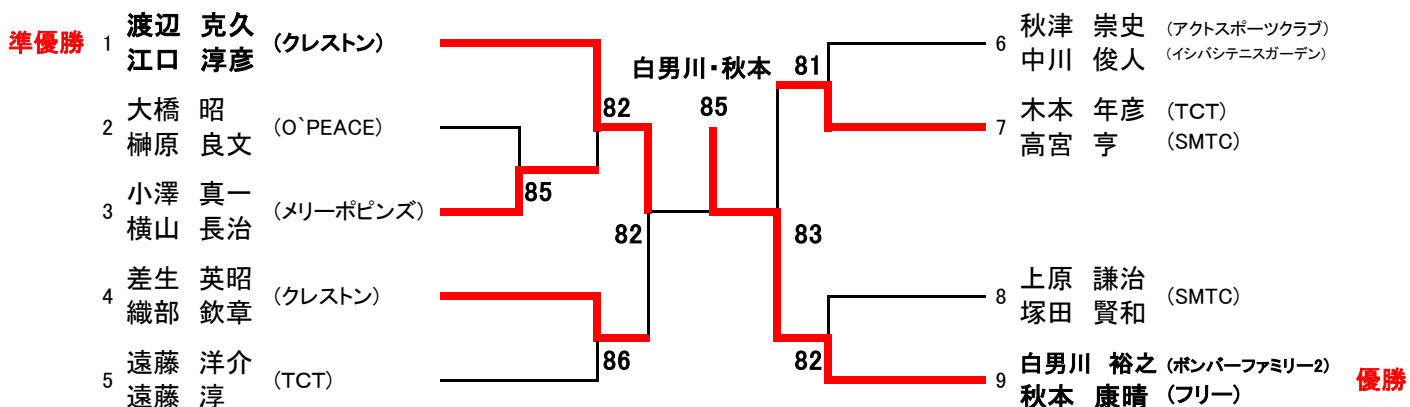 準優勝 1 渡辺 克久 (クレストン)
江口 淳彦
2 大橋 昭 (O`PEACE)
榊原 良文
3 小澤 真一 (メリーポピンズ)
横山 長治
4 差生 英昭 (クレストン)
織部 欽章
5 遠藤 洋介 (TCT)
遠藤 淳
82
85
82
86
白男川・秋本
85
81
83
82
6 秋津 崇史 (アクトスポーツクラブ)
中川 俊人 (イシバシテニスガーデン)
7 木本 年彦 (TCT)
高宮 亨 (SMTC)
8 上原 謙治 (SMTC)
塚田 賢和
9 白男川 裕之 (ボンバーファミリー2) 優勝
秋本 康晴 (フリー)